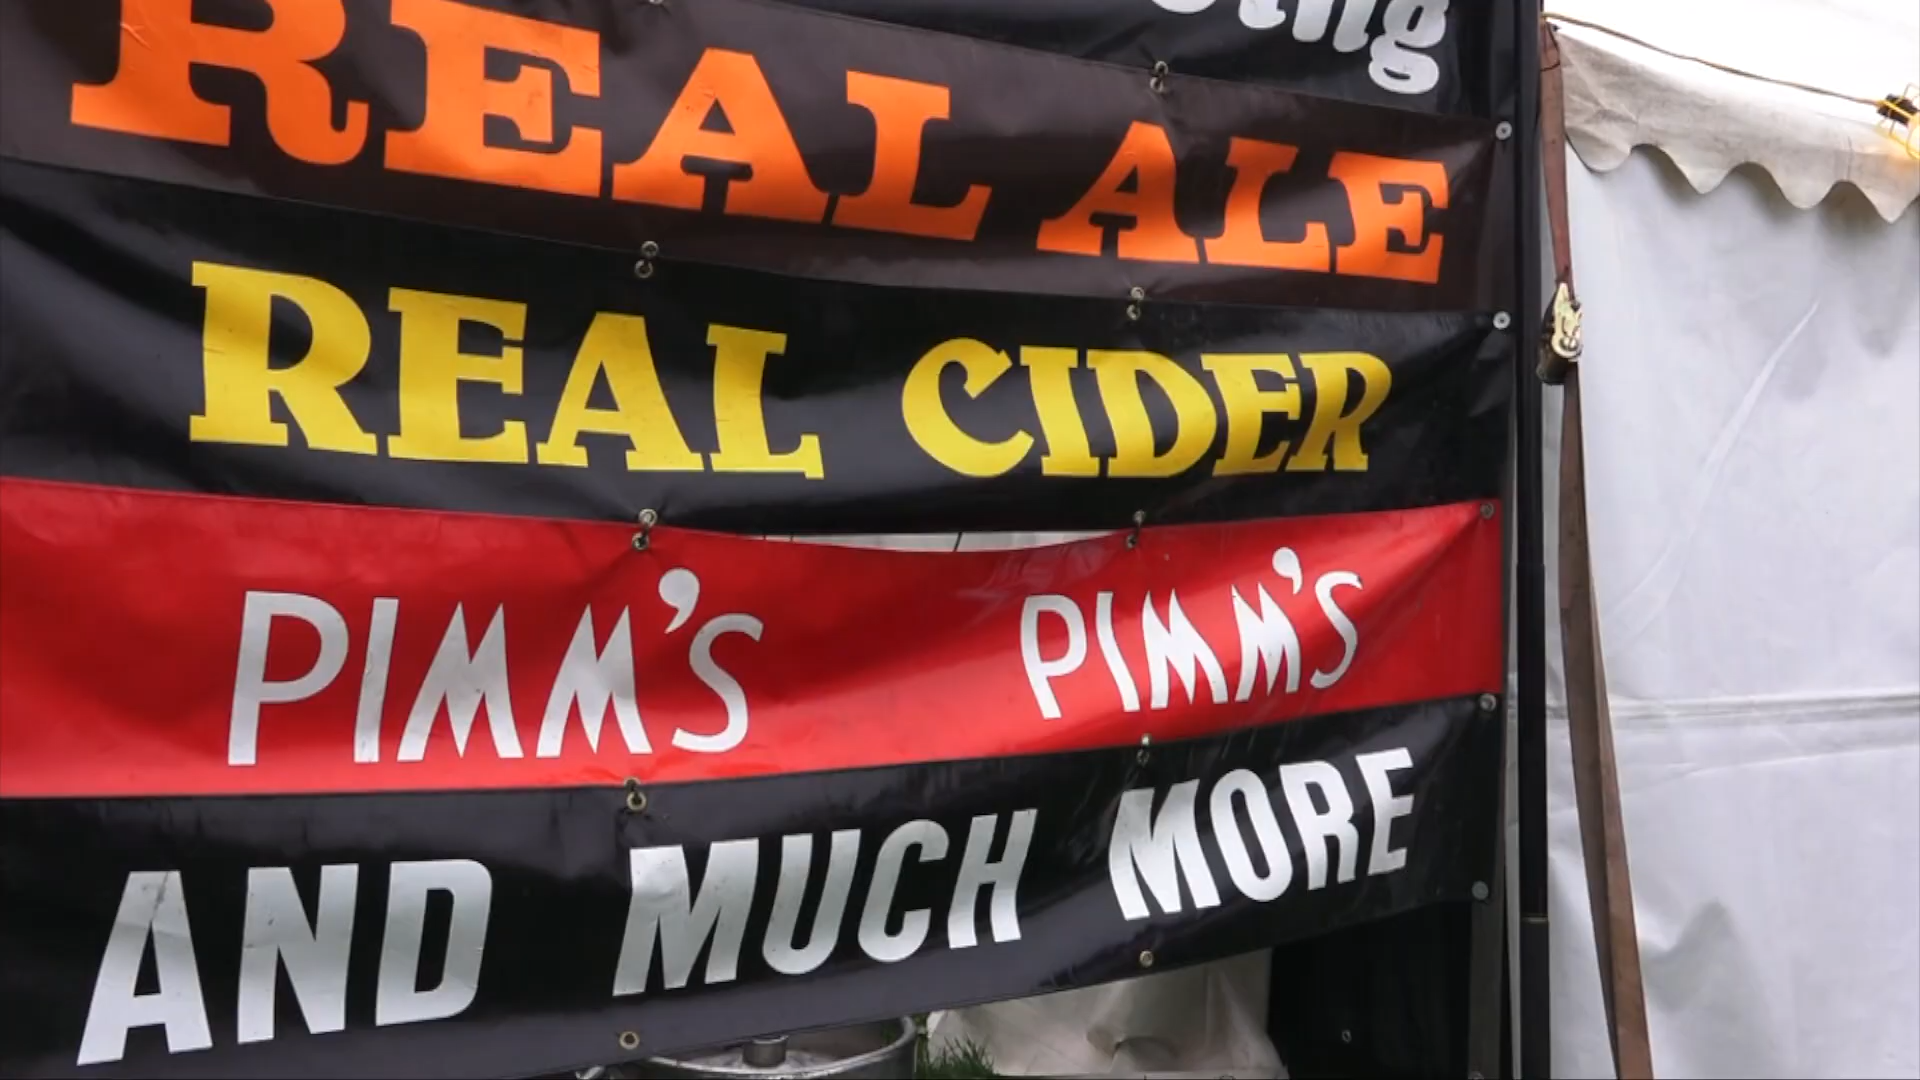 REAL ALE
REAL CIDER
PIMM'S PIMM'S
AND MUCH MORE